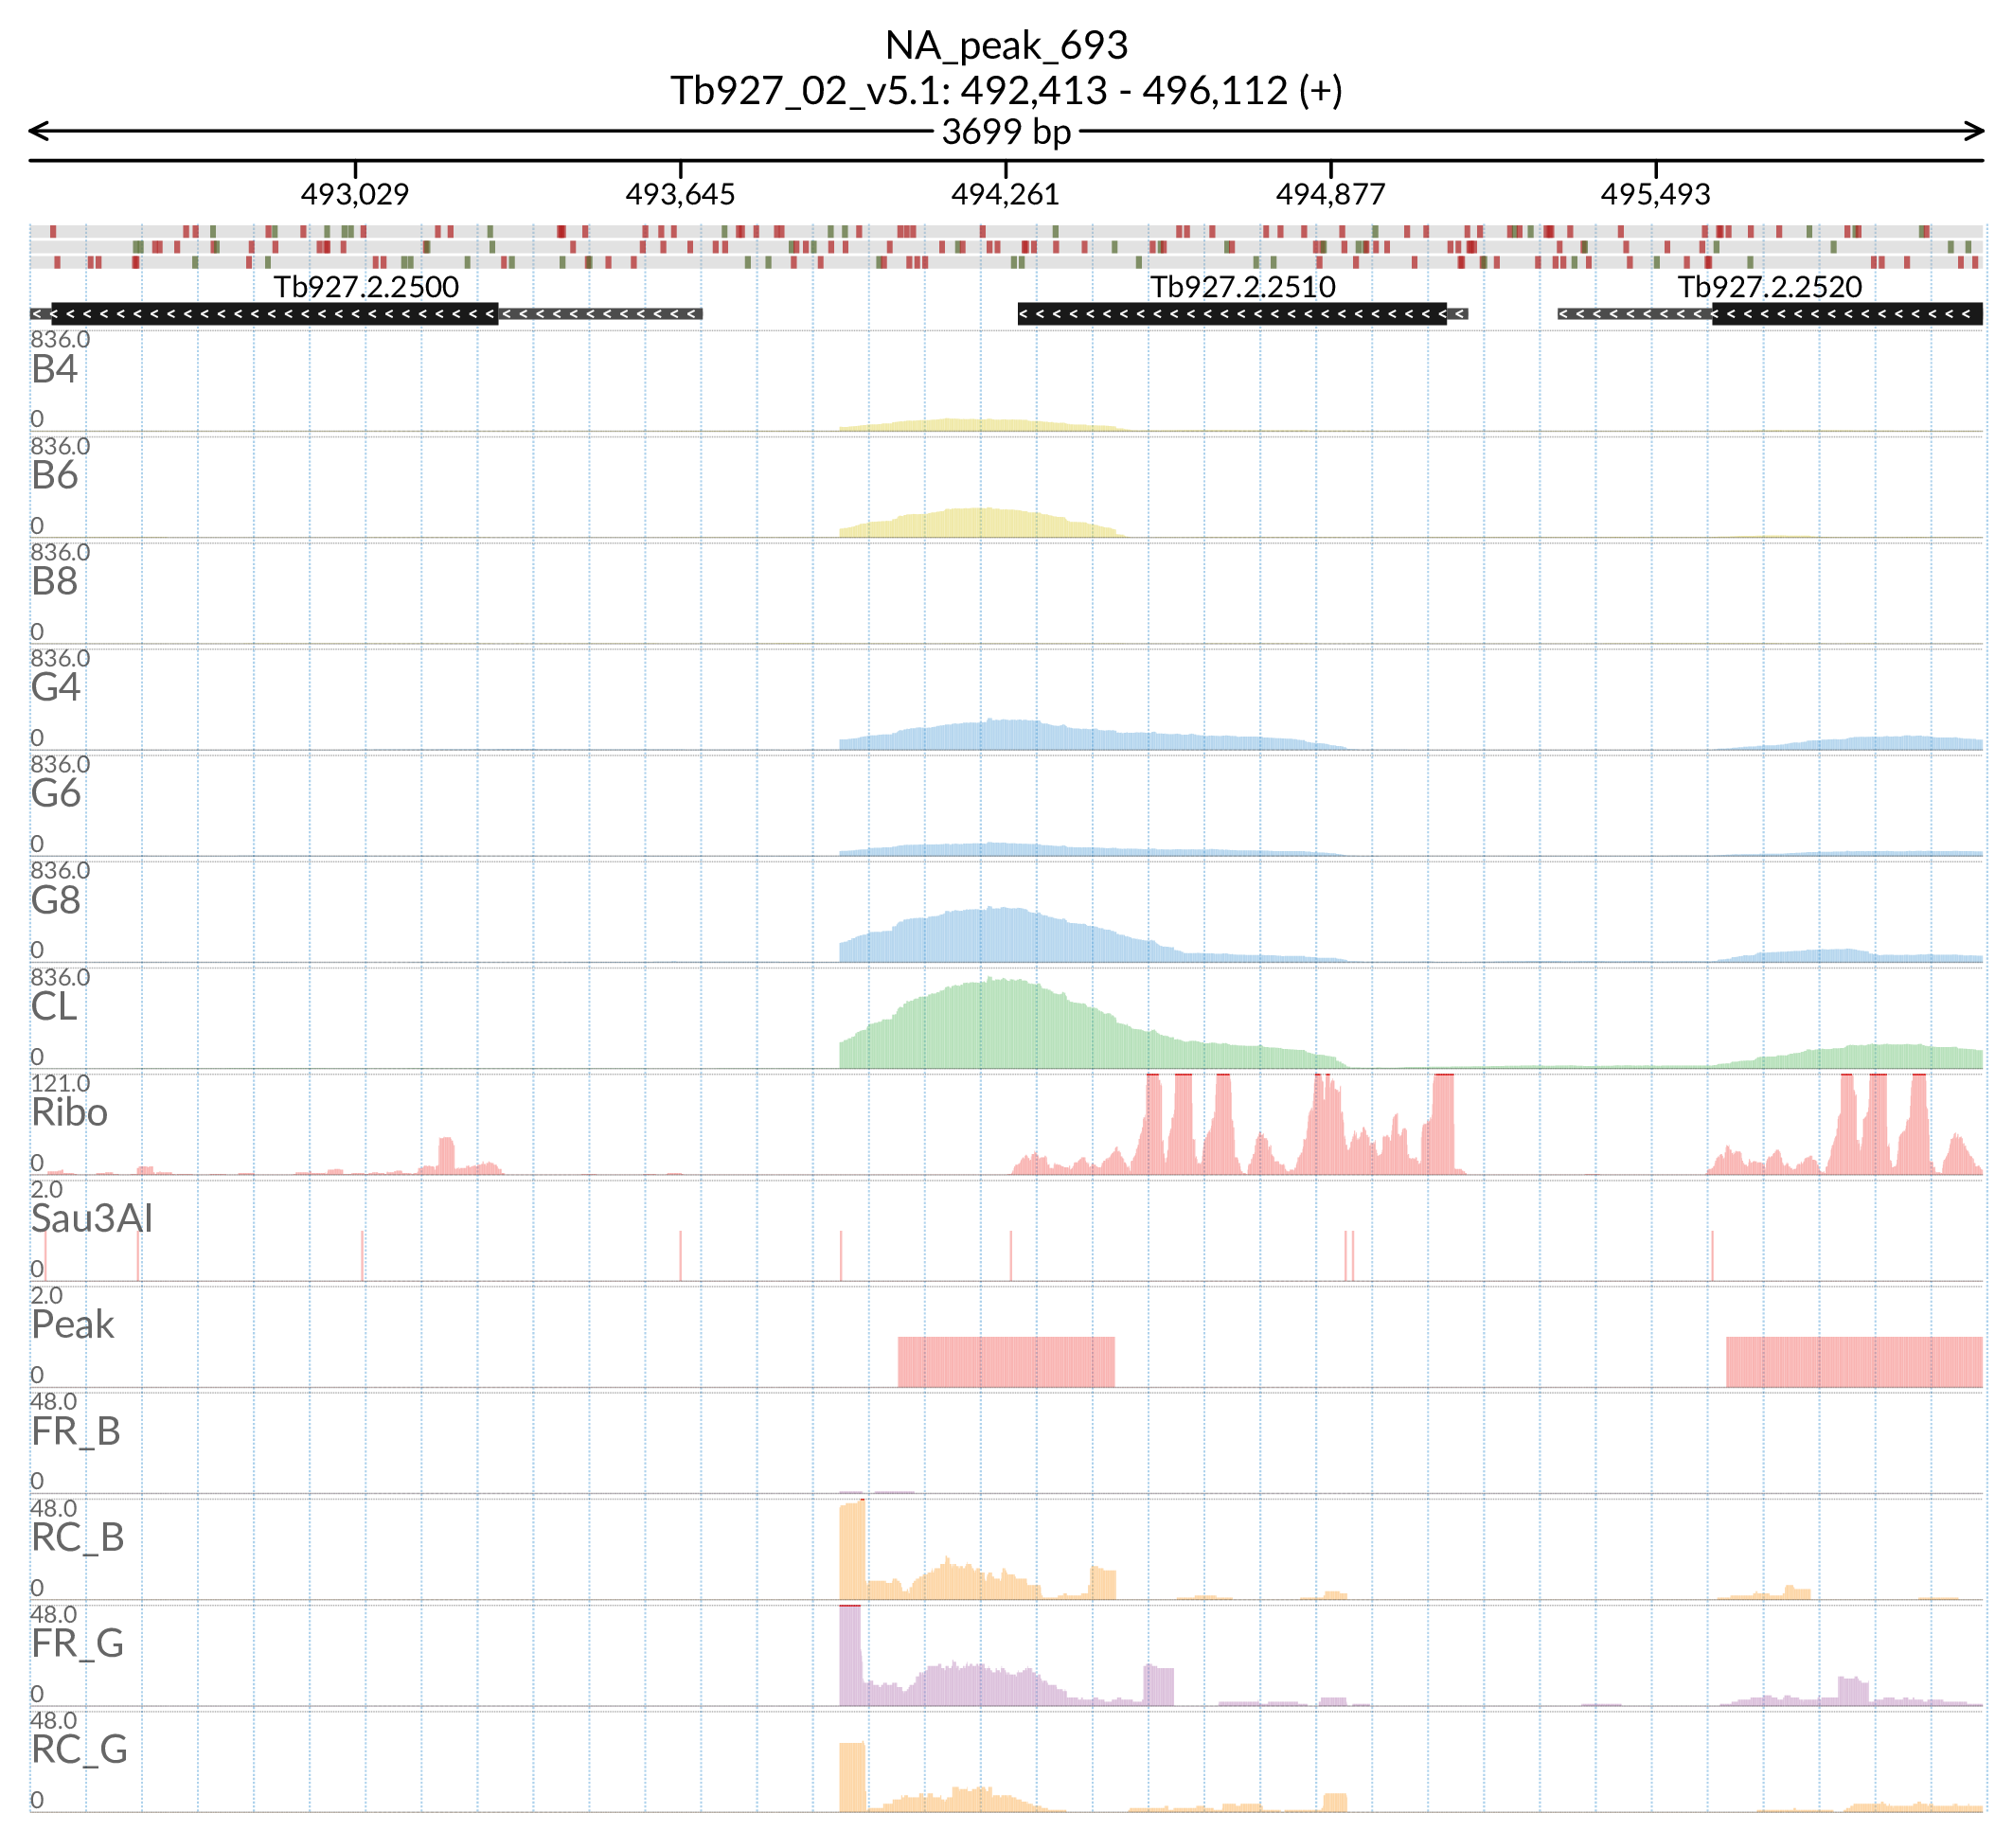 NA_peak_693
Tb927_02_v5.1: 492,413 - 496,112 (+)
3699 bp
493,029 493,645 494,261 494,877 495,493
Tb927.2.2500 Tb927.2.2510 Tb927.2.2520
836.0
B4
0
836.0
B6
0
836.0
B8
0
836.0
G4
0
836.0
G6
0
836.0
G8
0
836.0
CL
0
121.0
Ribo
0
2.0
Sau3AI
0
2.0
Peak
0
48.0
FR_B
0
48.0
RC_B
0
48.0
FR_G
0
48.0
RC_G
0